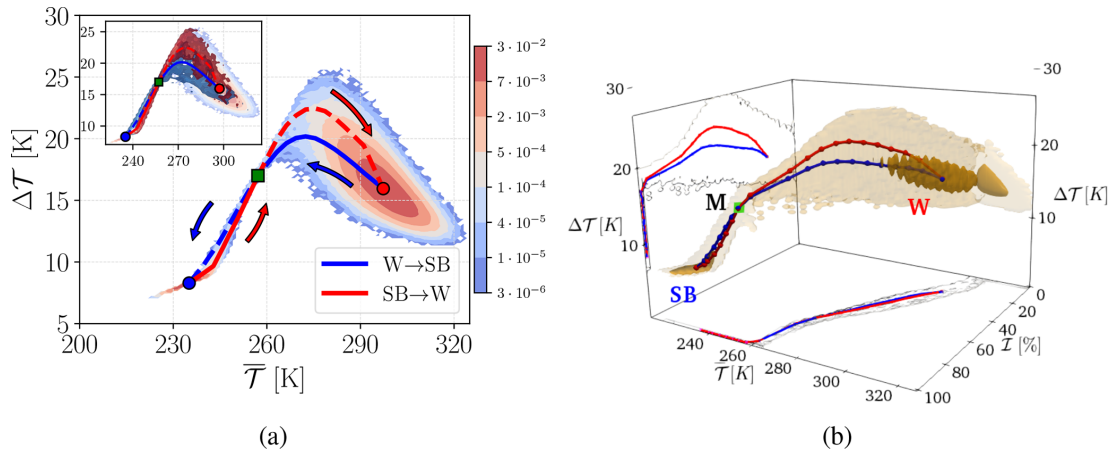 30
25
20
15
10
5
ΔT [K]
200
230
260
290
320
T̅ [K]
25
20
15
10
240
270
300
3 · 10⁻²
7 · 10⁻³
2 · 10⁻³
5 · 10⁻⁴
1 · 10⁻⁴
4 · 10⁻⁵
1 · 10⁻⁵
3 · 10⁻⁶
W→SB
SB→W
(a)
30
20
10
ΔT [K]
M
SB
W
30
20
10
ΔT [K]
240
260
280
300
320
T̅ [K]
0
20
40
60
80
100
I [%]
(b)